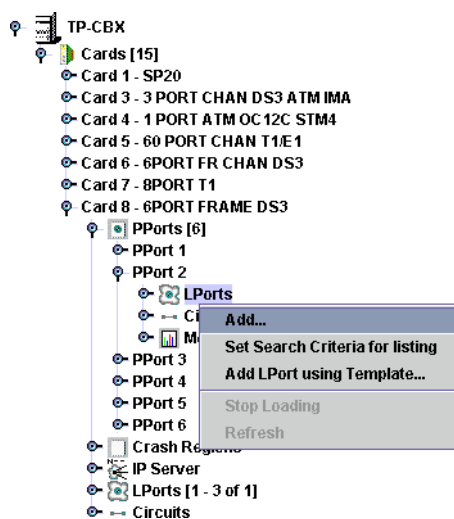 TP-CBX
Cards [15]
Card 1 - SP20
Card 3 - 3 PORT CHAN DS3 ATM IMA
Card 4 - 1 PORT ATM OC12C STM4
Card 5 - 60 PORT CHAN T1/E1
Card 6 - 6PORT FR CHAN DS3
Card 7 - 8PORT T1
Card 8 - 6PORT FRAME DS3
PPorts [6]
PPort 1
PPort 2
LPorts
Ci
Add...
M
Set Search Criteria for listing
PPort 3
Add LPort using Template...
PPort 4
PPort 5
Stop Loading
PPort 6
Refresh
Crash Regions
IP Server
LPorts [1 - 3 of 1]
Circuits